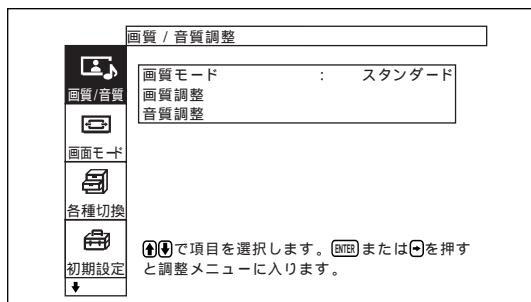 画質 / 音質調整
画質/音質
画面モード
各種切換
初期設定
画質モード : スタンダード
画質調整
音質調整
で項目を選択します。ENTERまたはを押す
と調整メニューに入ります。